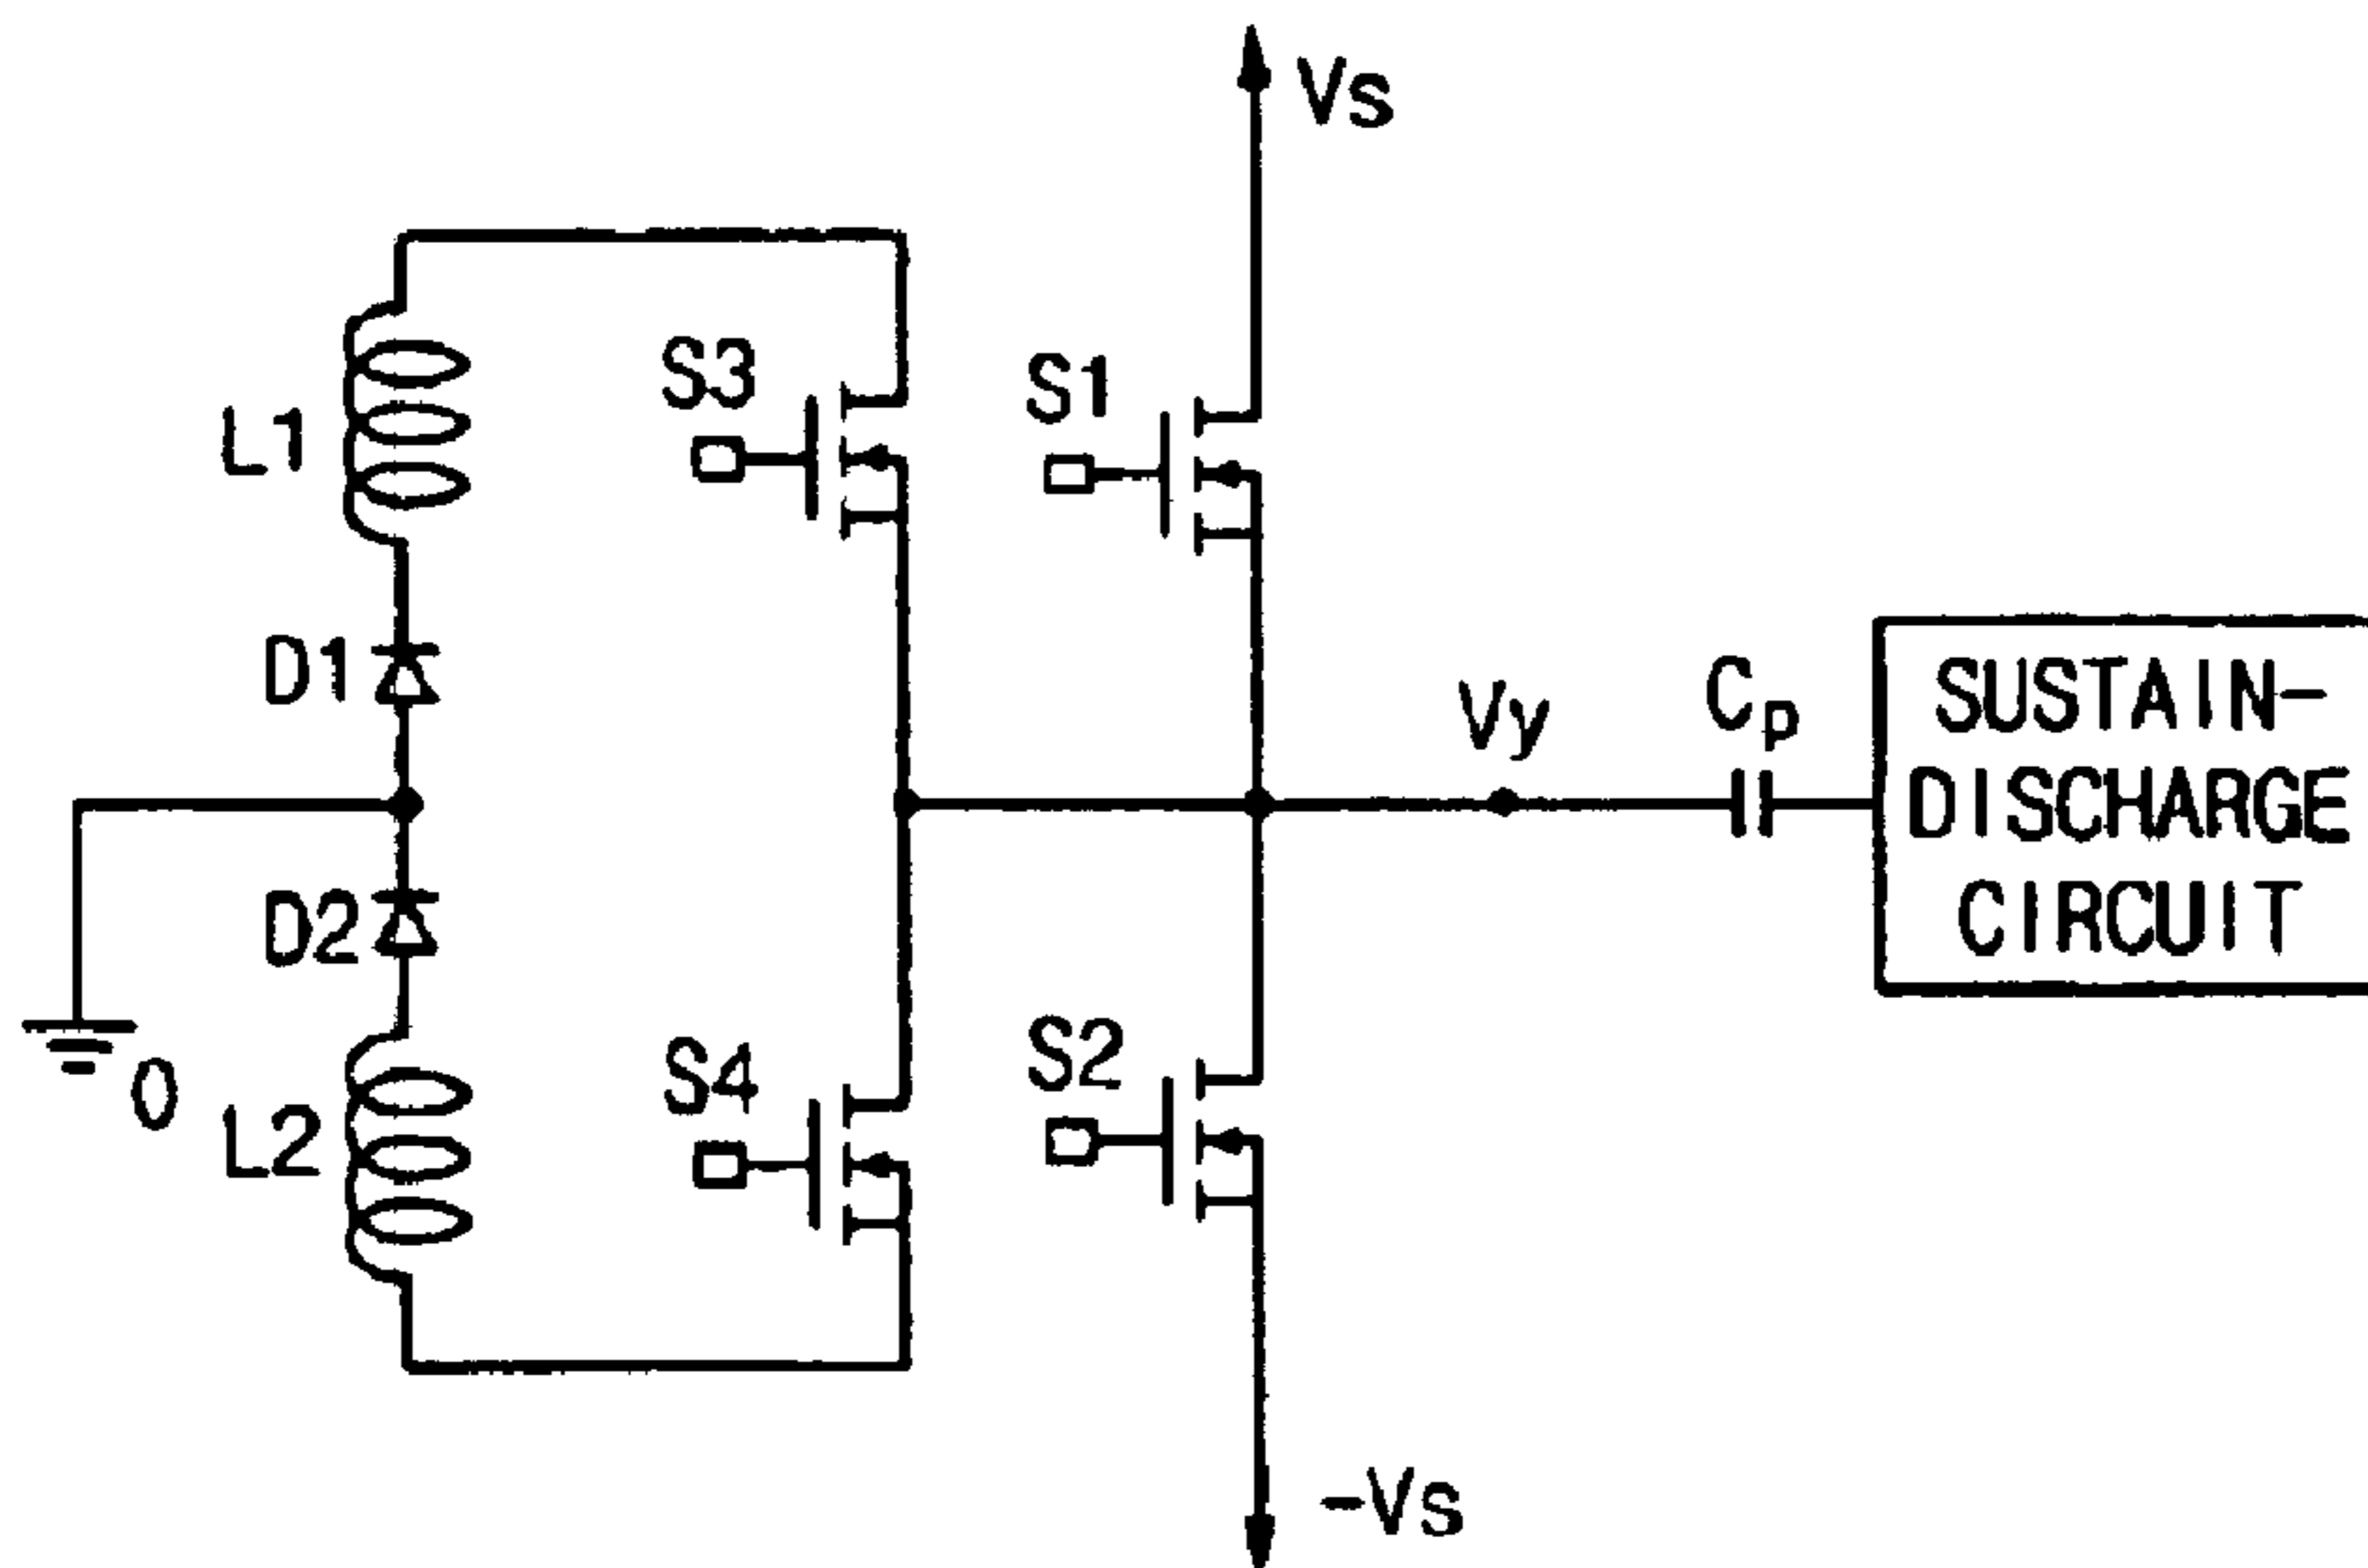 Vs
S3
S1
L1
D1
Vy
Cp
SUSTAIN-
DISCHARGE
CIRCUIT
D2
S4
S2
0
L2
-Vs